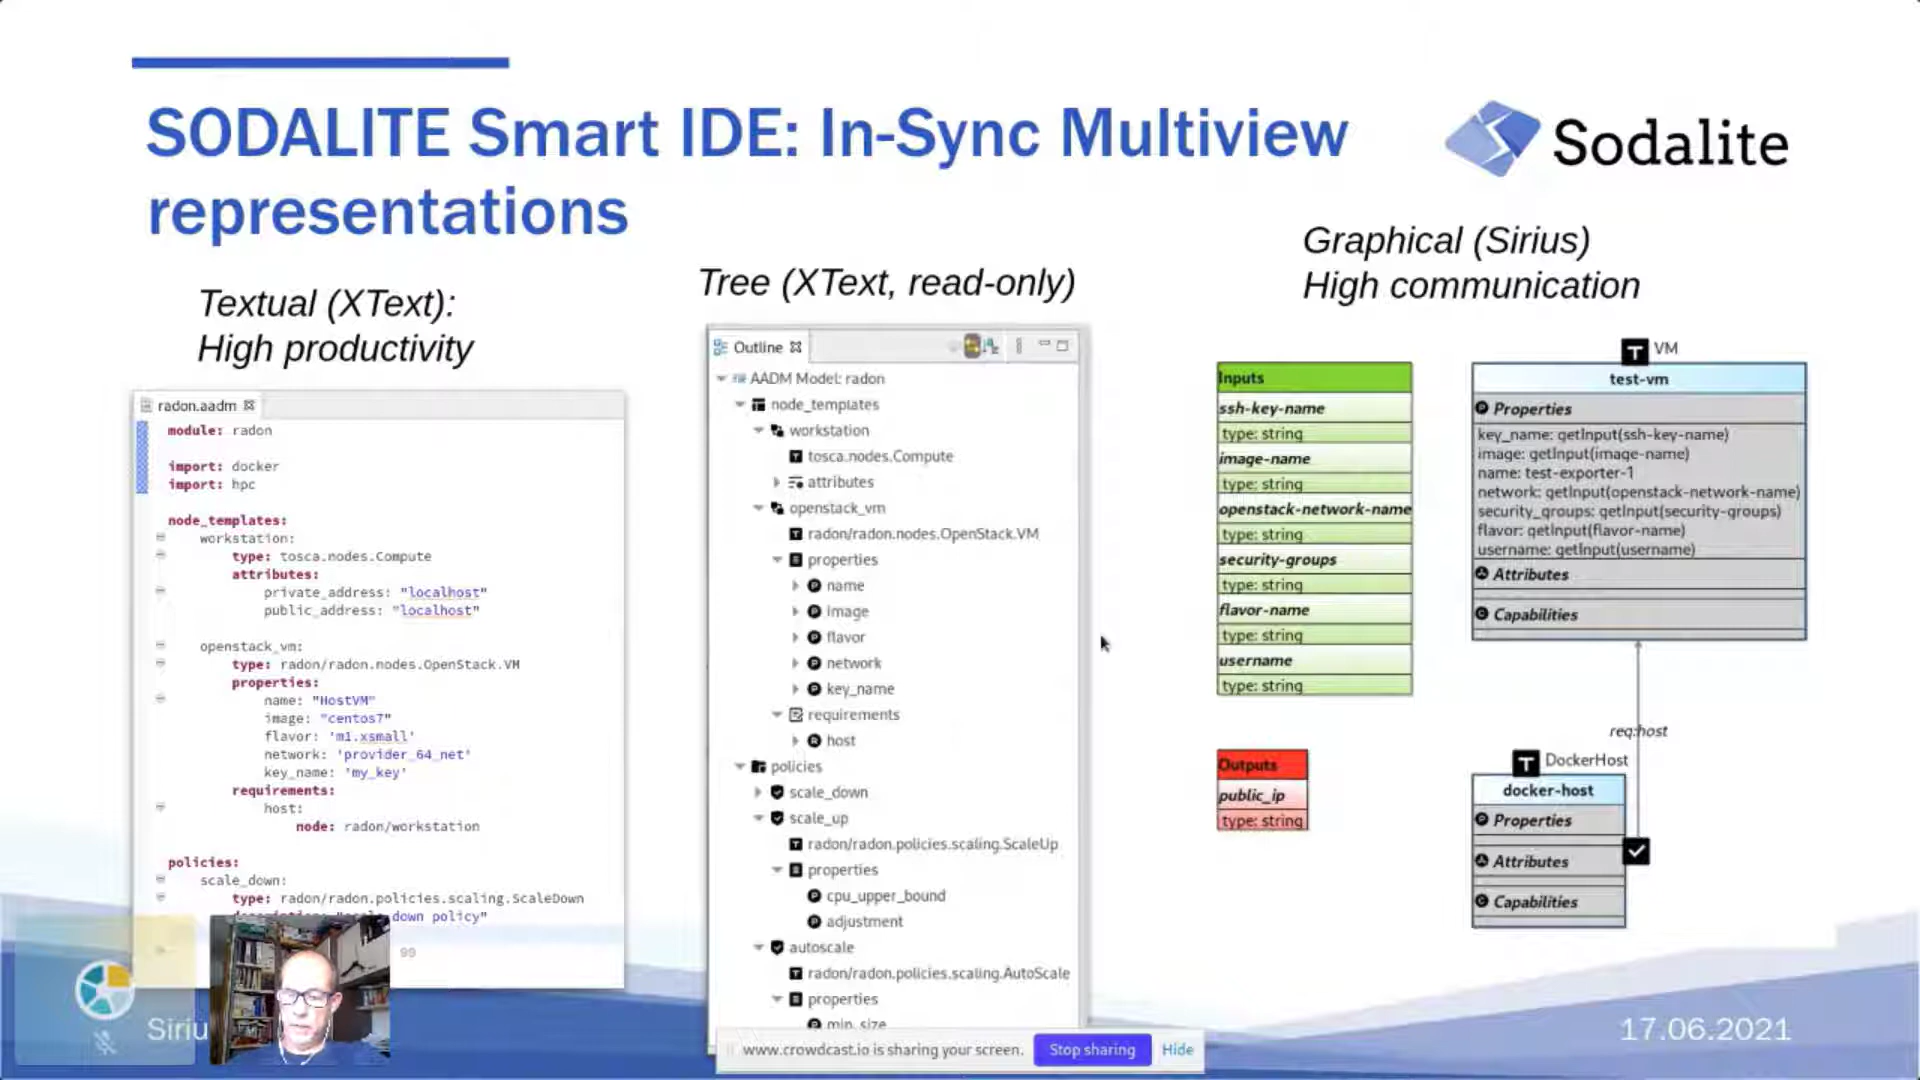 SODALITE Smart IDE: In-Sync Multiview
representations
Sodalite
Textual (XText):
High productivity
radon.aadm
module: radon
import: docker
import: hpc
node_templates:
workstation:
type: tosca.nodes.Compute
attributes:
private_address: "localhost"
public_address: "localhost"
openstack_vm:
type: radon/radon.nodes.OpenStack.VM
properties:
name: "HostVM"
image: "centos7"
flavor: 'm1.xsmall'
network: 'provider_64_net'
key_name: 'my_key'
requirements:
host:
node: radon/workstation
policies:
scale_down:
type: radon/radon.policies.scaling.ScaleDown
down policy"
99
Tree (XText, read-only)
Outline
AADM Model: radon
node_templates
workstation
tosca.nodes.Compute
attributes
openstack_vm
radon/radon.nodes.OpenStack.VM
properties
name
image
flavor
network
key_name
requirements
host
policies
scale_down
scale_up
radon/radon.policies.scaling.ScaleUp
properties
cpu_upper_bound
adjustment
autoscale
radon/radon.policies.scaling.AutoScale
properties
min_size
Graphical (Sirius)
High communication
Inputs
ssh-key-name
type: string
image-name
type: string
openstack-network-name
type: string
security-groups
type: string
flavor-name
type: string
username
type: string
Outputs
public_ip
type: string
T VM
test-vm
P Properties
key_name: getInput(ssh-key-name)
image: getInput(image-name)
name: test-exporter-1
network: getInput(openstack-network-name)
security_groups: getInput(security-groups)
flavor: getInput(flavor-name)
username: getInput(username)
Attributes
C Capabilities
req:host
T DockerHost
docker-host
P Properties
Attributes
C Capabilities
Siriu
www.crowdcast.io is sharing your screen.
Stop sharing
Hide
17.06.2021